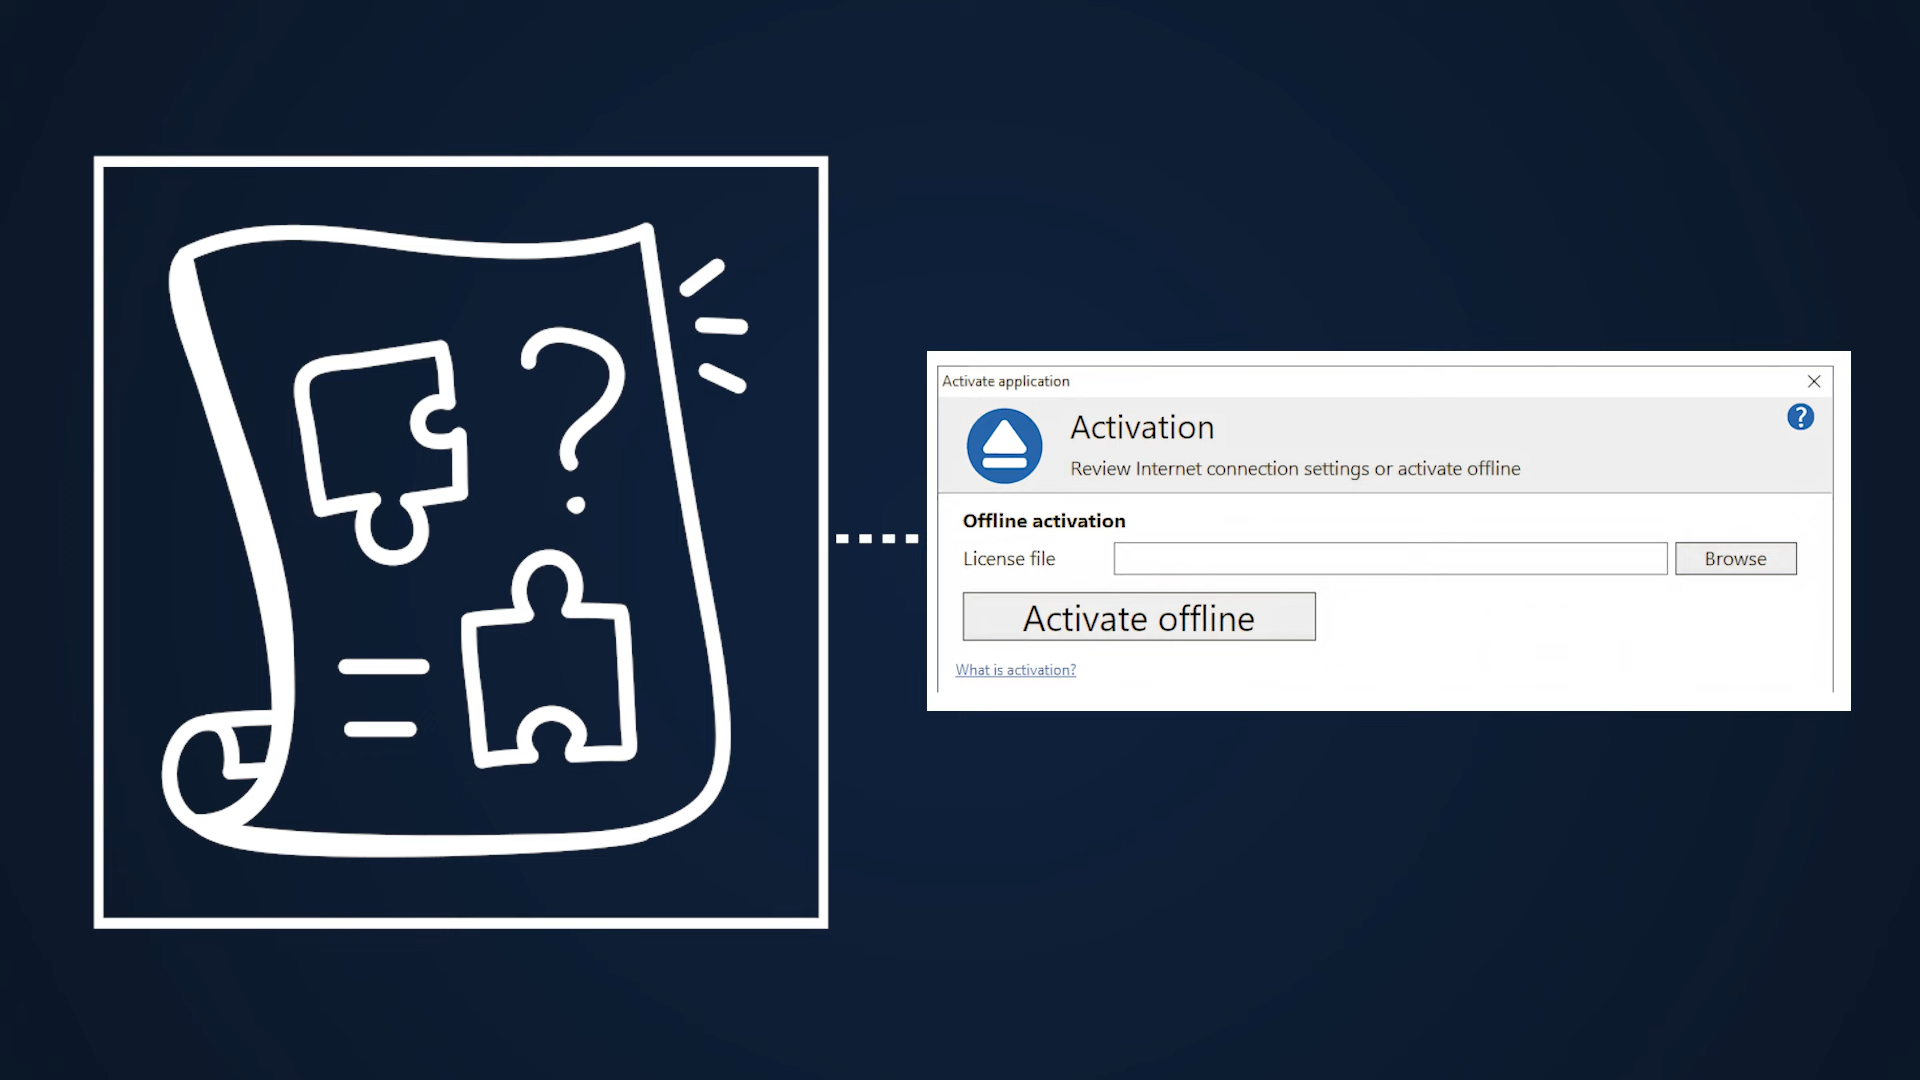 ?
=
Activate application
Activation
?
Review Internet connection settings or activate offline
Offline activation
License file
Browse
Activate offline
What is activation?